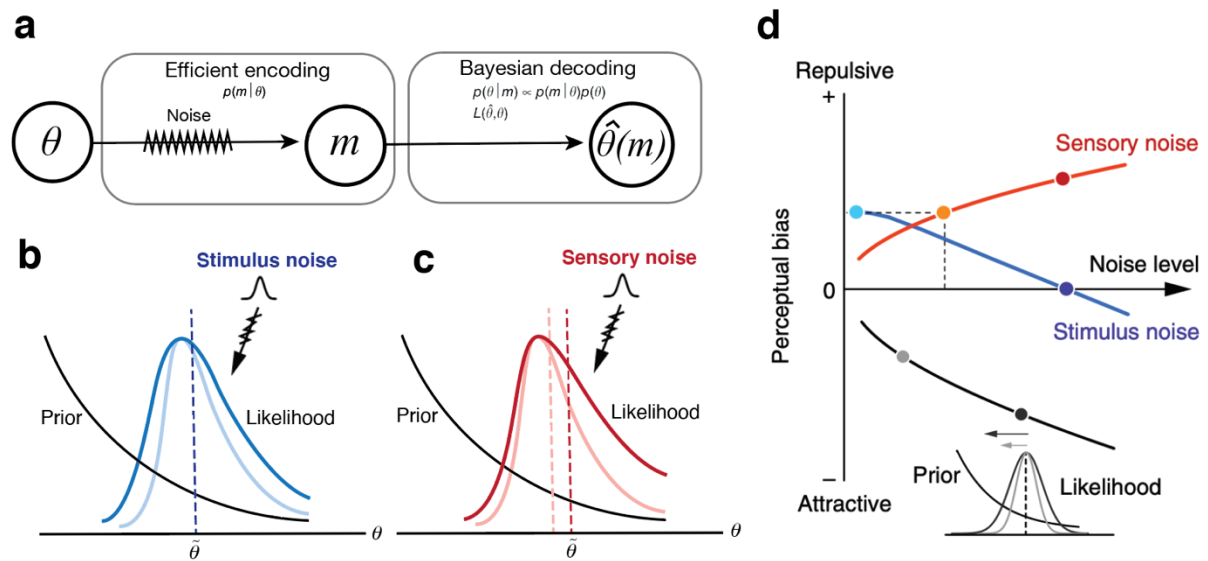 a
Efficient encoding
p(m|θ)
Noise
θ
m
Bayesian decoding
p(θ|m) ∝ p(m|θ)p(θ)
L(θ̂,θ)
θ̂(m)
b
Stimulus noise
Prior
Likelihood
θ
θ̃
c
Sensory noise
Prior
Likelihood
θ
θ̃
d
Repulsive
+
Sensory noise
Perceptual bias
Noise level
0
Stimulus noise
Prior
Likelihood
−
Attractive